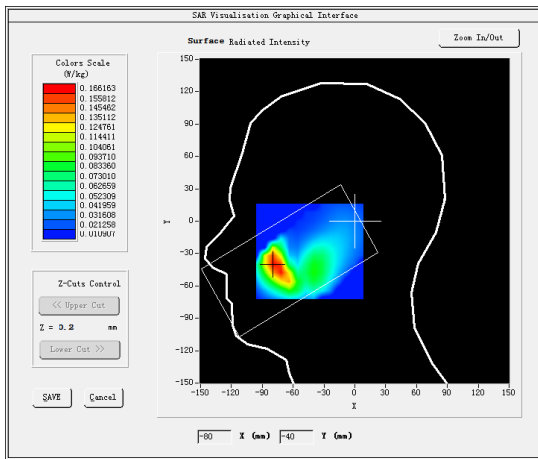 SAR Visualisation Graphical Interface
Surface Radiated Intensity
Zoom In/Out
Colors Scale
(W/kg)
0.166163
0.155812
0.145462
0.135112
0.124761
0.114411
0.104061
0.093710
0.083360
0.073010
0.062659
0.052309
0.041959
0.031608
0.021258
0.010907
150
120
90
60
30
0
-30
-60
-90
-120
-150
Y
-150 -120 -90 -60 -30 0 30 60 90 120 150
X
Z-Cuts Control
<< Upper Cut
Z = 0.2 mm
Lower Cut >>
SAVE Cancel
-80 X (mm) -40 Y (mm)